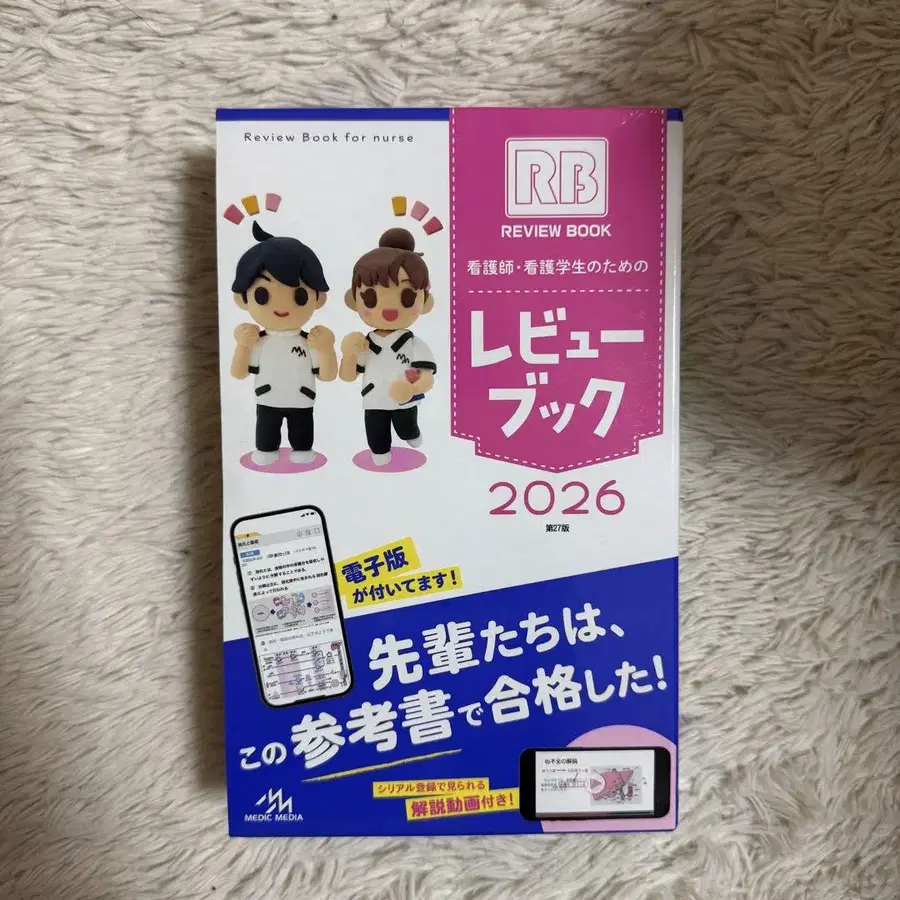 Review Book for nurse
RB
REVIEW BOOK
看護師・看護学生のための
レビュー
ブック
2026
第27版
電子版
が付いてます!
先輩たちは、
この参考書で合格した!
シリアル登録で見られる
解説動画付き!
MEDIC MEDIA